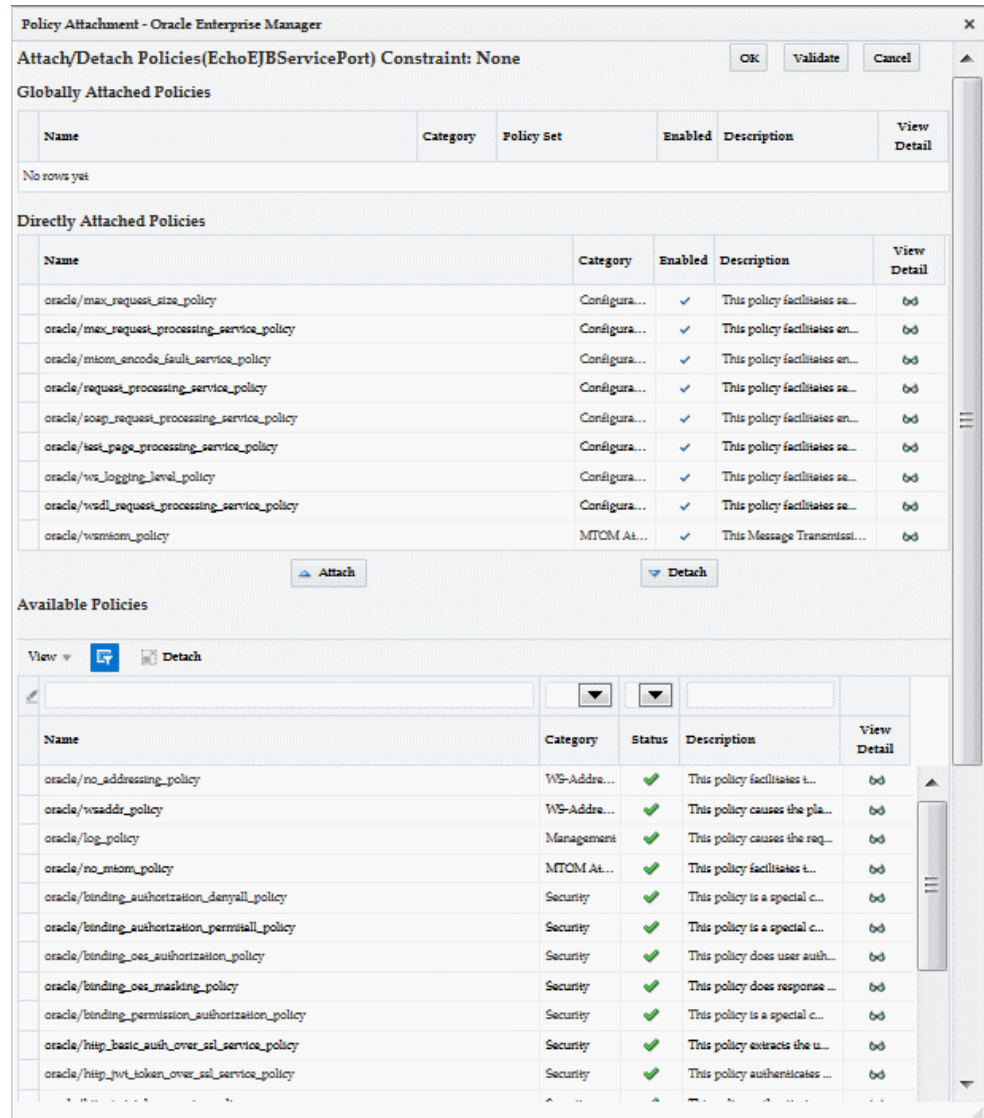 Policy Attachment - Oracle Enterprise Manager
Attach/Detach Policies(EchoEJBServicePort) Constraint: None OK Validate Cancel
Globally Attached Policies
Name Category Policy Set Enabled Description View Detail
No rows yet
Directly Attached Policies
Name Category Enabled Description View Detail
oracle/max_request_size_policy Configura... This policy facilitates se...
oracle/mex_request_processing_service_policy Configura... This policy facilitates en...
oracle/mtom_encode_fault_service_policy Configura... This policy facilitates en...
oracle/request_processing_service_policy Configura... This policy facilitates se...
oracle/soap_request_processing_service_policy Configura... This policy facilitates en...
oracle/test_page_processing_service_policy Configura... This policy facilitates se...
oracle/ws_logging_level_policy Configura... This policy facilitates se...
oracle/wsdl_request_processing_service_policy Configura... This policy facilitates se...
oracle/wsmtom_policy MTOM At... This Message Transmissi...
Attach Detach
Available Policies
View Detach
Name Category Status Description View Detail
oracle/no_addressing_policy WS-Addre... This policy facilitates t...
oracle/wsaddr_policy WS-Addre... This policy causes the pla...
oracle/log_policy Management This policy causes the req...
oracle/no_mtom_policy MTOM At... This policy facilitates t...
oracle/binding_authorization_denyall_policy Security This policy is a special c...
oracle/binding_authorization_permitall_policy Security This policy is a special c...
oracle/binding_oes_authorization_policy Security This policy does user auth...
oracle/binding_oes_masking_policy Security This policy does response ...
oracle/binding_permission_authorization_policy Security This policy is a special c...
oracle/http_basic_auth_over_ssl_service_policy Security This policy extracts the u...
oracle/http_jwt_token_over_ssl_service_policy Security This policy authenticates ...